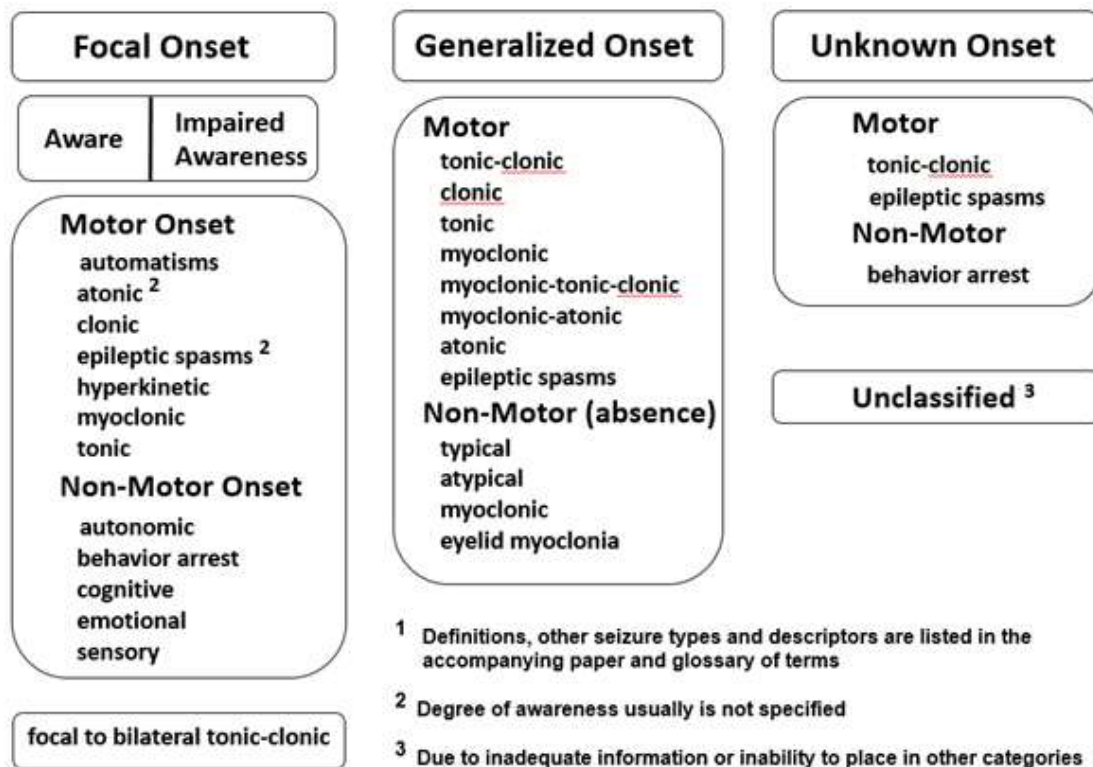 Focal Onset
Aware
Impaired
Awareness
Motor Onset
automatisms
atonic ²
clonic
epileptic spasms ²
hyperkinetic
myoclonic
tonic
Non-Motor Onset
autonomic
behavior arrest
cognitive
emotional
sensory
focal to bilateral tonic-clonic
Generalized Onset
Motor
tonic-clonic
clonic
tonic
myoclonic
myoclonic-tonic-clonic
myoclonic-atonic
atonic
epileptic spasms
Non-Motor (absence)
typical
atypical
myoclonic
eyelid myoclonia
Unknown Onset
Motor
tonic-clonic
epileptic spasms
Non-Motor
behavior arrest
Unclassified ³
¹ Definitions, other seizure types and descriptors are listed in the
accompanying paper and glossary of terms
² Degree of awareness usually is not specified
³ Due to inadequate information or inability to place in other categories